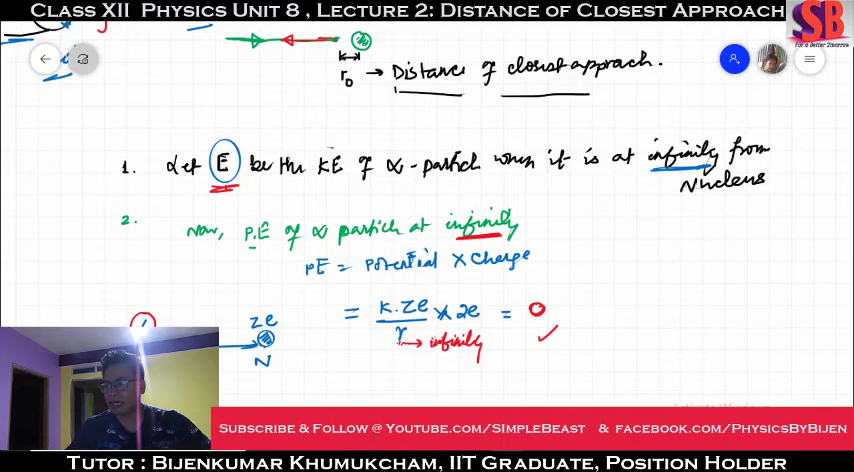 CLASS XII PHYSICS UNIT 8 , LECTURE 2: DISTANCE OF CLOSEST APPROACH
SB
For a Better 2morrow
r0 → Distance of closest approach.
1. Let E be the KE of α-particle when it is at infinity from
Nucleus
2. Now, P.E of α particle at infinity
PE = Potential × Charge
= K.Ze/r × 2e = 0
r → infinity
Ze
N
SUBSCRIBE & FOLLOW @ YOUTUBE.COM/SIMPLEBEAST & FACEBOOK.COM/PHYSICSBYBIJEN
TUTOR : BIJENKUMAR KHUMUKCHAM, IIT GRADUATE, POSITION HOLDER